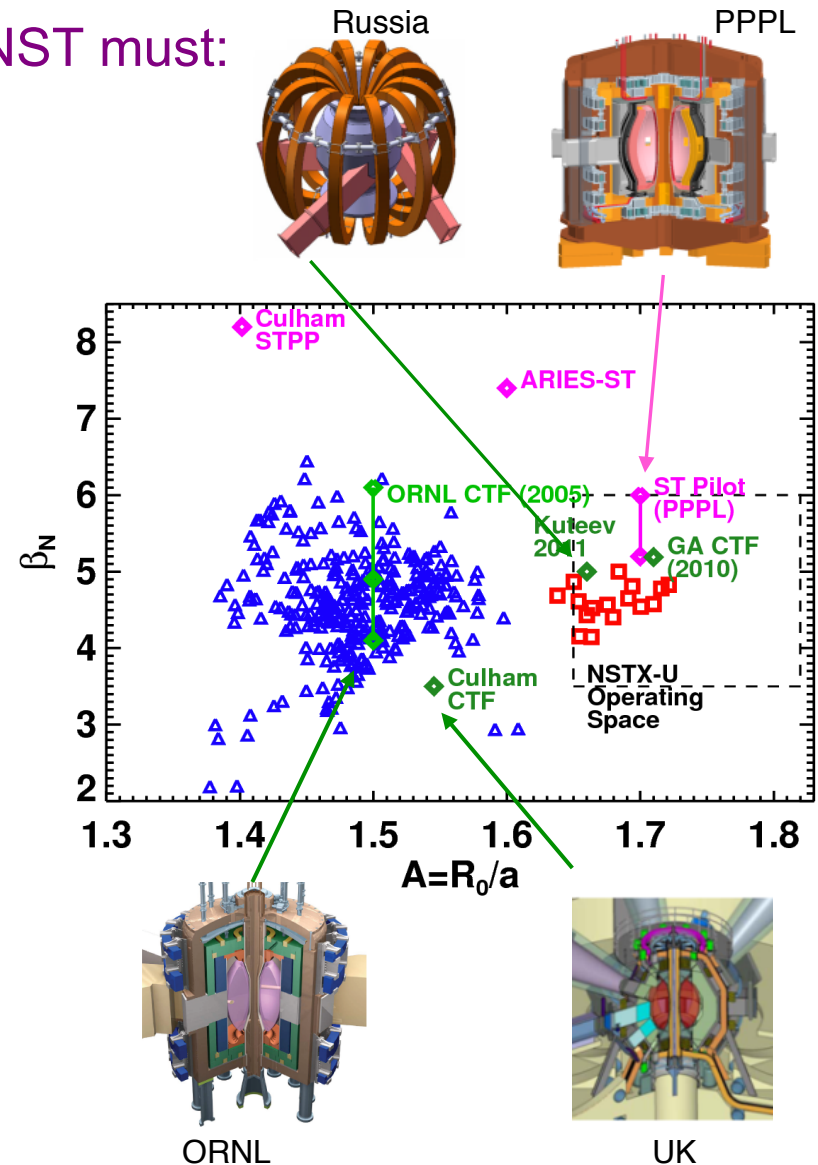 NST must:
Russia
PPPL
Culham
STPP
ARIES-ST
ORNL CTF (2005)
ST Pilot
(PPPL)
Kuteev
2011
GA CTF
(2010)
Culham
CTF
NSTX-U
Operating
Space
βN
8
7
6
5
4
3
2
1.3 1.4 1.5 1.6 1.7 1.8
A=R0/a
ORNL
UK